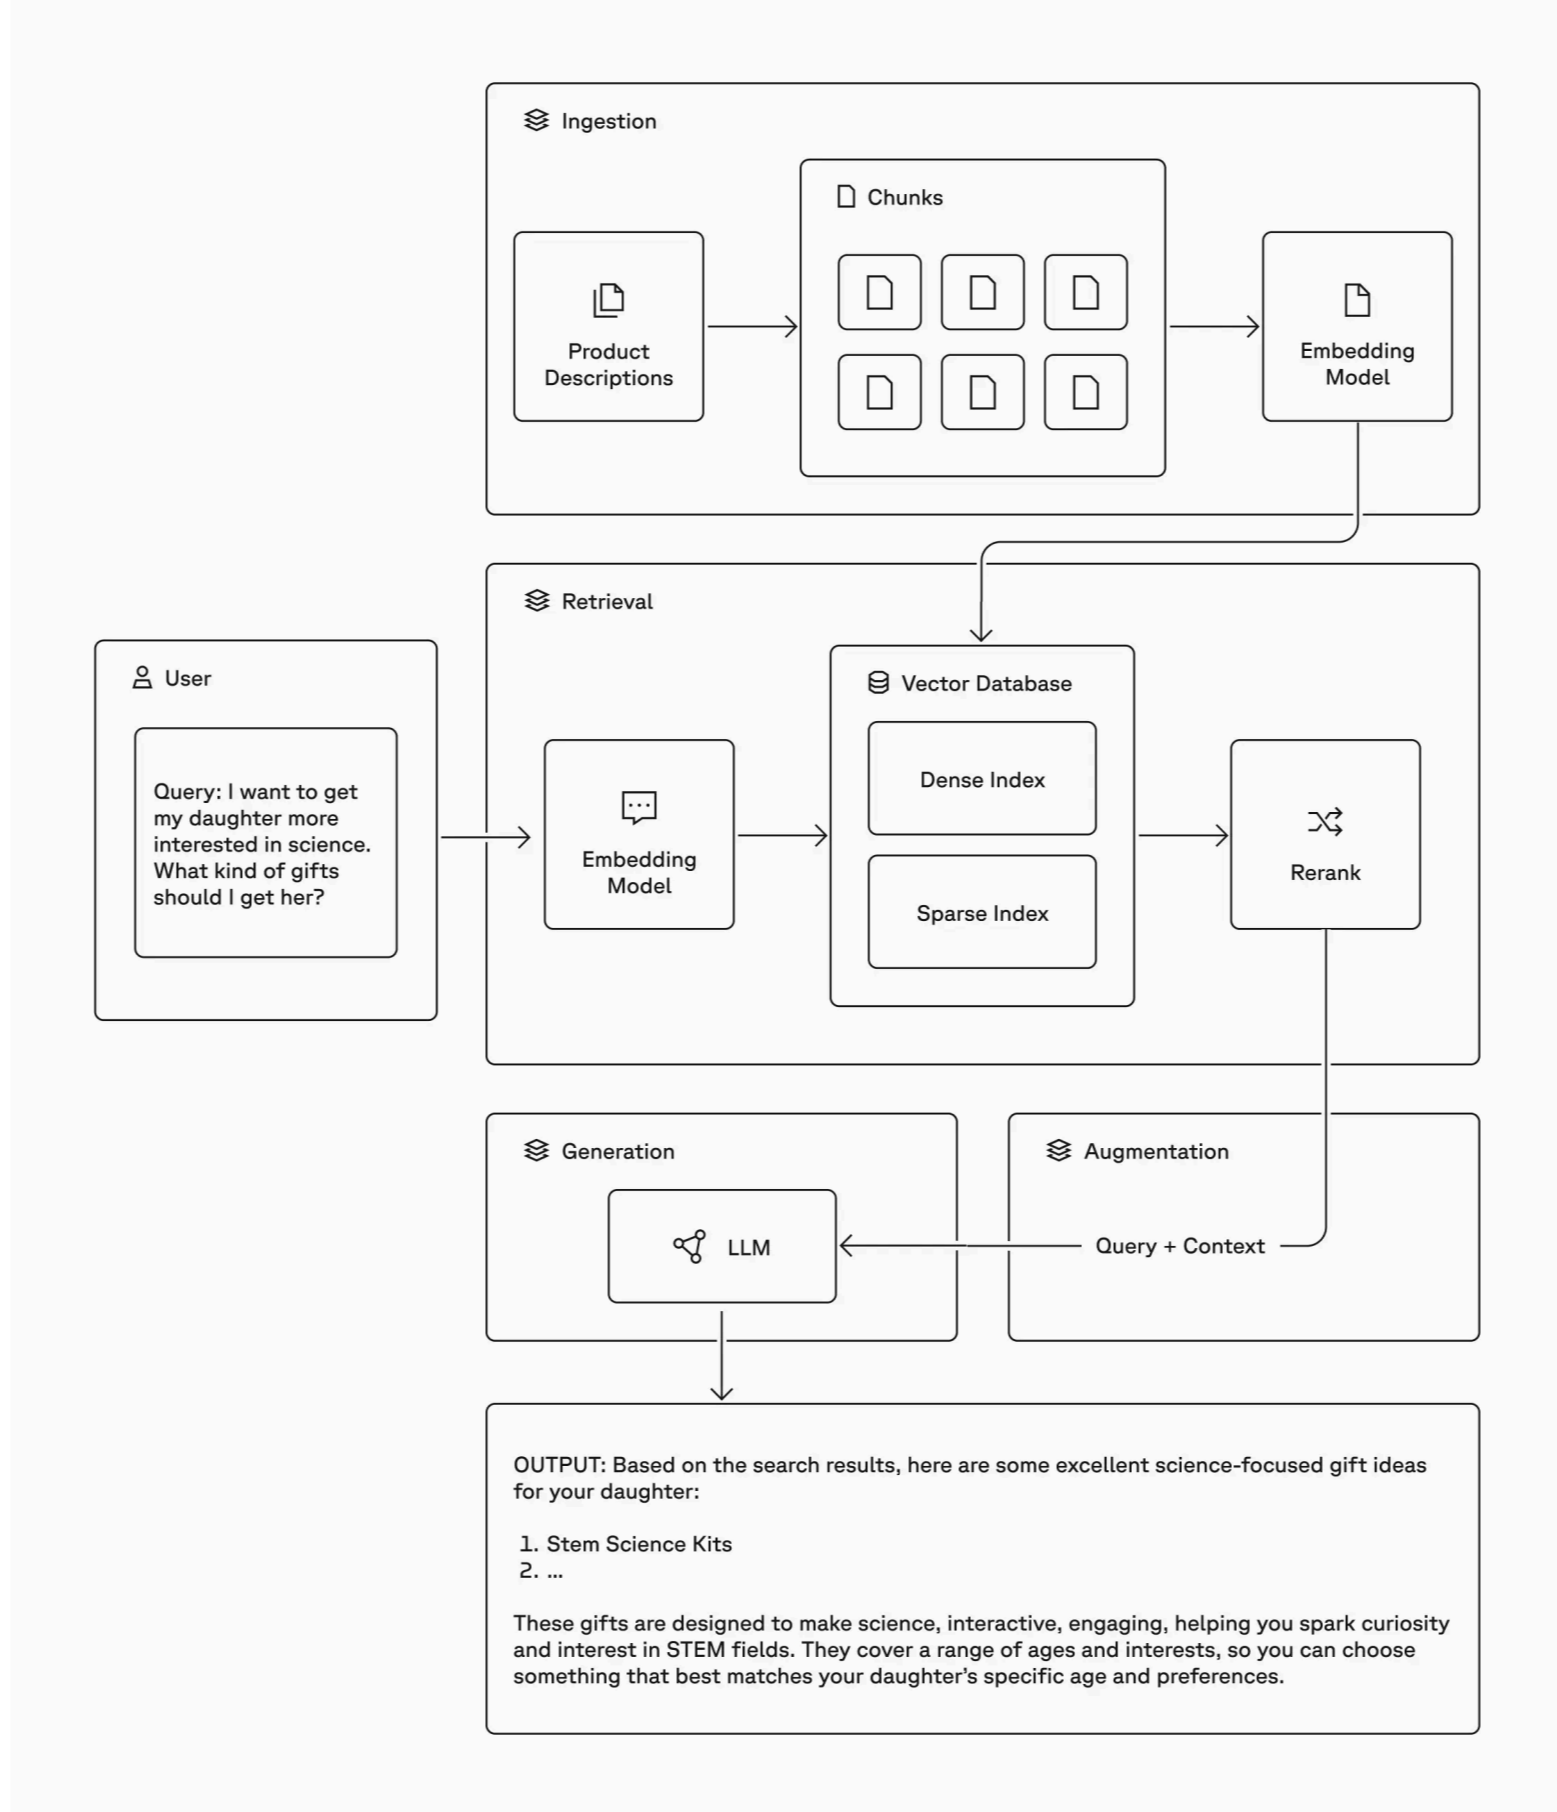 Ingestion
Chunks
Product
Descriptions
Embedding
Model
Retrieval
User
Query: I want to get
my daughter more
interested in science.
What kind of gifts
should I get her?
Embedding
Model
Vector Database
Dense Index
Sparse Index
Rerank
Generation
LLM
Augmentation
Query + Context
OUTPUT: Based on the search results, here are some excellent science-focused gift ideas
for your daughter:
1. Stem Science Kits
2. ...
These gifts are designed to make science, interactive, engaging, helping you spark curiosity
and interest in STEM fields. They cover a range of ages and interests, so you can choose
something that best matches your daughter's specific age and preferences.